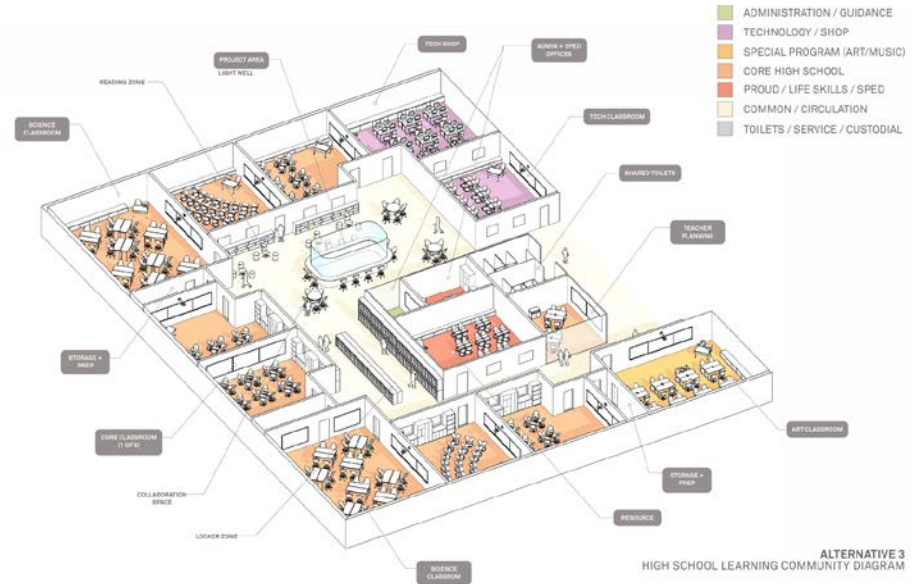 ADMINISTRATION / GUIDANCE
TECHNOLOGY / SHOP
SPECIAL PROGRAM (ART/MUSIC)
CORE HIGH SCHOOL
PROUD / LIFE SKILLS / SPED
COMMON / CIRCULATION
TOILETS / SERVICE / CUSTODIAL
TECH SHOP
ADMIN + SPED
OFFICES
PROJECT AREA
LIGHT WELL
READING ZONE
SCIENCE
CLASSROOM
TECH CLASSROOM
SHARED TOILETS
TEACHER
PLANNING
STORAGE +
PREP
CORE CLASSROOM
(1 OF 6)
COLLABORATION
SPACE
LOCKER ZONE
SCIENCE
CLASSROOM
RESOURCE
STORAGE +
PREP
ART CLASSROOM
ALTERNATIVE 3
HIGH SCHOOL LEARNING COMMUNITY DIAGRAM